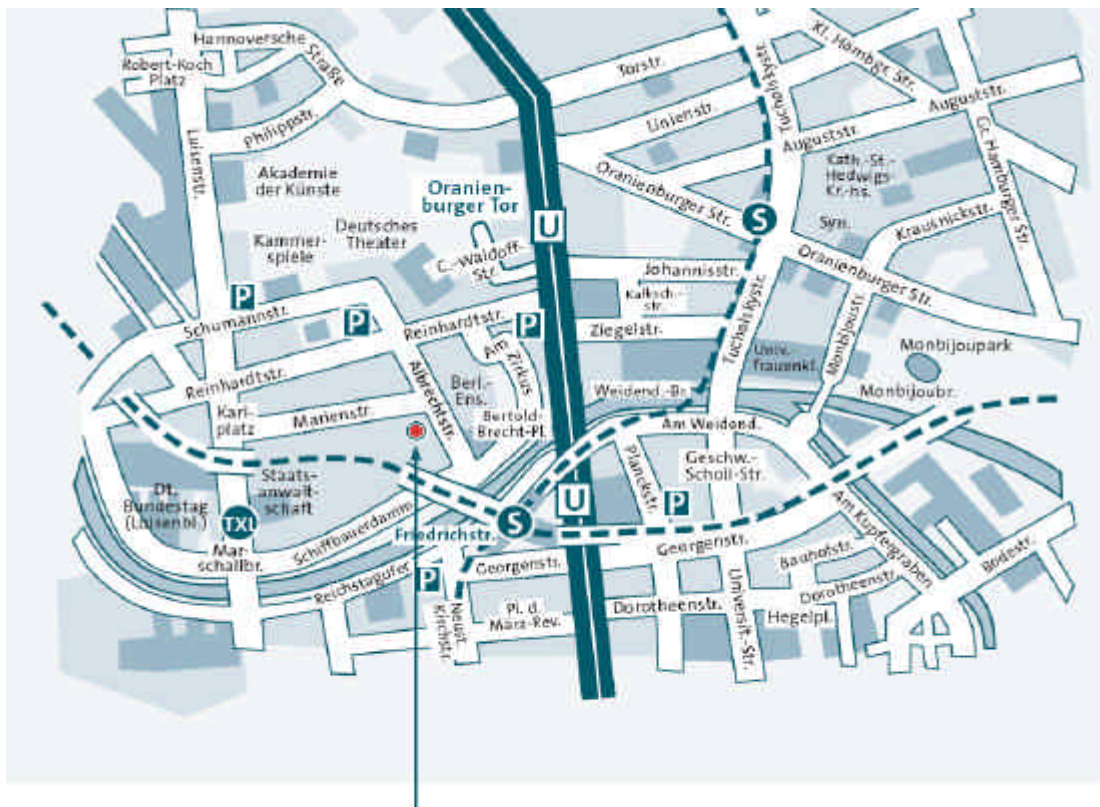 Hannoversche
Straße
Robert-Koch
Platz
Philippstr.
Luisenstr.
Akademie
der Künste
Oranien-
burger Tor
Deutsches
Theater
Kammer-
spiele
C.-Waldoff-
Str.
U
Torstr.
Linienstr.
Tucholskystr.
Kl. Hambgr. Str.
Auguststr.
Auguststr.
Gr. Hamburger Str.
Oranienburger Str.
Kath.-St.-
Hedwigs
Kr.-hs.
S
Syn.
Krausnickstr.
Oranienburger Str.
Johannisstr.
Kalksch.-
str.
Ziegelstr.
Tucholskystr.
Monbijoustr.
Monbijoupark
Univ.
frauenkl.
Monbijoubr.
P
P
P
Schumannstr.
Reinhardtstr.
Reinhardtstr.
Am Zirkus
Albrechtstr.
Berl.-
Ens.
Bertold-
Brecht-Pl.
Weidend.-Br.
Karl-
platz
Marienstr.
Am Weidend.
Planckstr.
Geschw.-
Scholl-Str.
Staats-
anwalt-
schaft
Dt.
Bundestag
(Luisenbl.)
TXL
Mar-
schallbr.
Schiffbauerdamm
Friedrichstr.
S
U
P
Georgenstr.
Georgenstr.
Am Kupfergraben
Bauhofstr.
Bodestr.
Reichstagufer
P
Neust.
Kirchstr.
Pl. d.
März-Rev.
Dorotheenstr.
Universit.-Str.
Dorotheenstr.
Hegelpl.